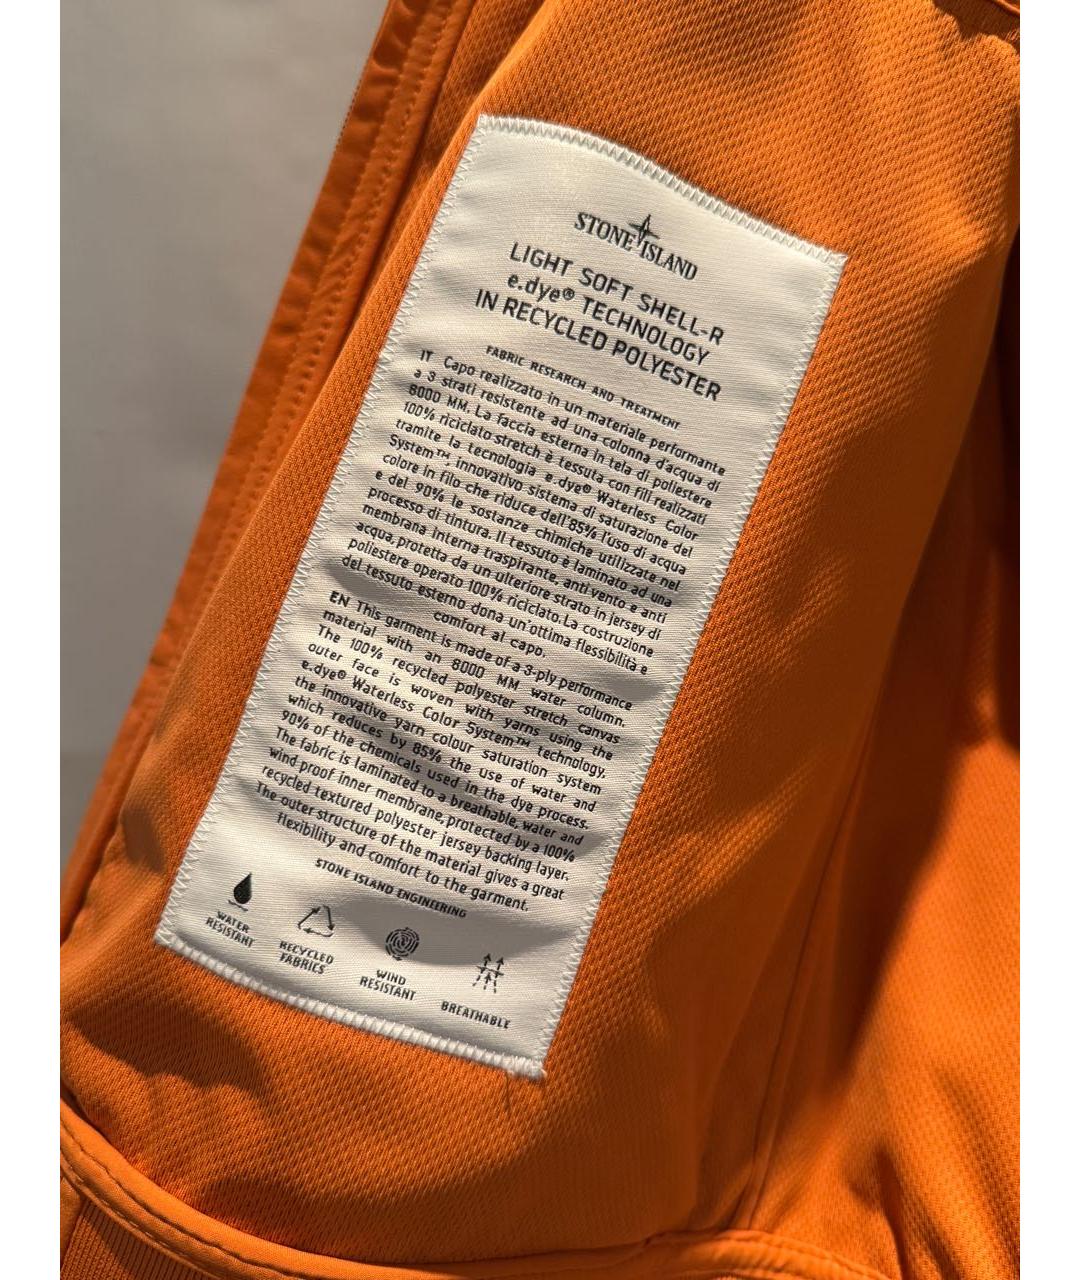 STONE ISLAND
LIGHT SOFT SHELL-R
e.dye® TECHNOLOGY
IN RECYCLED POLYESTER
FABRIC RESEARCH AND TREATMENT
IT Capo realizzato in un materiale performante
a 3 strati resistente ad una colonna d'acqua di
8000 MM. La faccia esterna in tela di poliestere
100% riciclato stretch è tessuta con fili realizzati
tramite la tecnologia e.dye® Waterless Color
System™, innovativo sistema di saturazione del
colore in filo che riduce dell'85% l'uso di acqua
e del 90% le sostanze chimiche utilizzate nel
processo di tintura. Il tessuto è laminato ad una
membrana interna traspirante, anti vento e anti
acqua, protetta da un ulteriore strato in jersey di
poliestere operato 100% riciclato. La costruzione
del tessuto esterno dona un'ottima flessibilità e
comfort al capo.
EN This garment is made of a 3-ply performance
material with an 8000 MM water column.
The 100% recycled polyester stretch canvas
outer face is woven with yarns using the
e.dye® Waterless Color System™ technology,
the innovative yarn colour saturation system
which reduces by 85% the use of water and
90% of the chemicals used in the dye process.
The fabric is laminated to a breathable, water and
wind proof inner membrane, protected by a 100%
recycled textured polyester jersey backing layer.
The outer structure of the material gives a great
flexibility and comfort to the garment.
STONE ISLAND ENGINEERING
WATER
RESISTANT
RECYCLED
FABRICS
WIND
RESISTANT
BREATHABLE